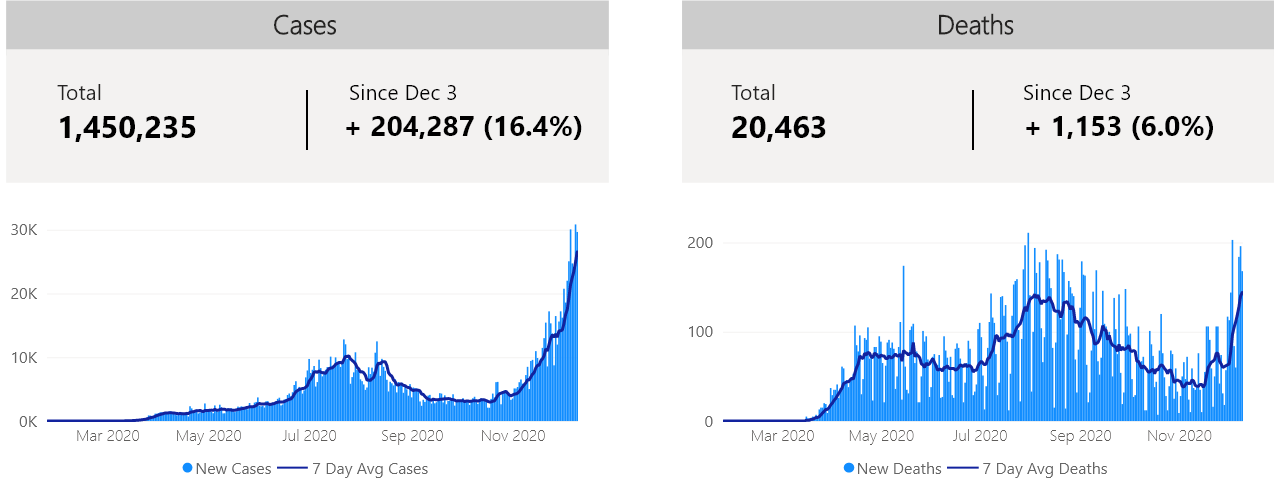 Cases
Total
1,450,235
Since Dec 3
+ 204,287 (16.4%)
30K
20K
10K
0K
Mar 2020 May 2020 Jul 2020 Sep 2020 Nov 2020
New Cases 7 Day Avg Cases
Deaths
Total
20,463
Since Dec 3
+ 1,153 (6.0%)
200
100
0
Mar 2020 May 2020 Jul 2020 Sep 2020 Nov 2020
New Deaths 7 Day Avg Deaths